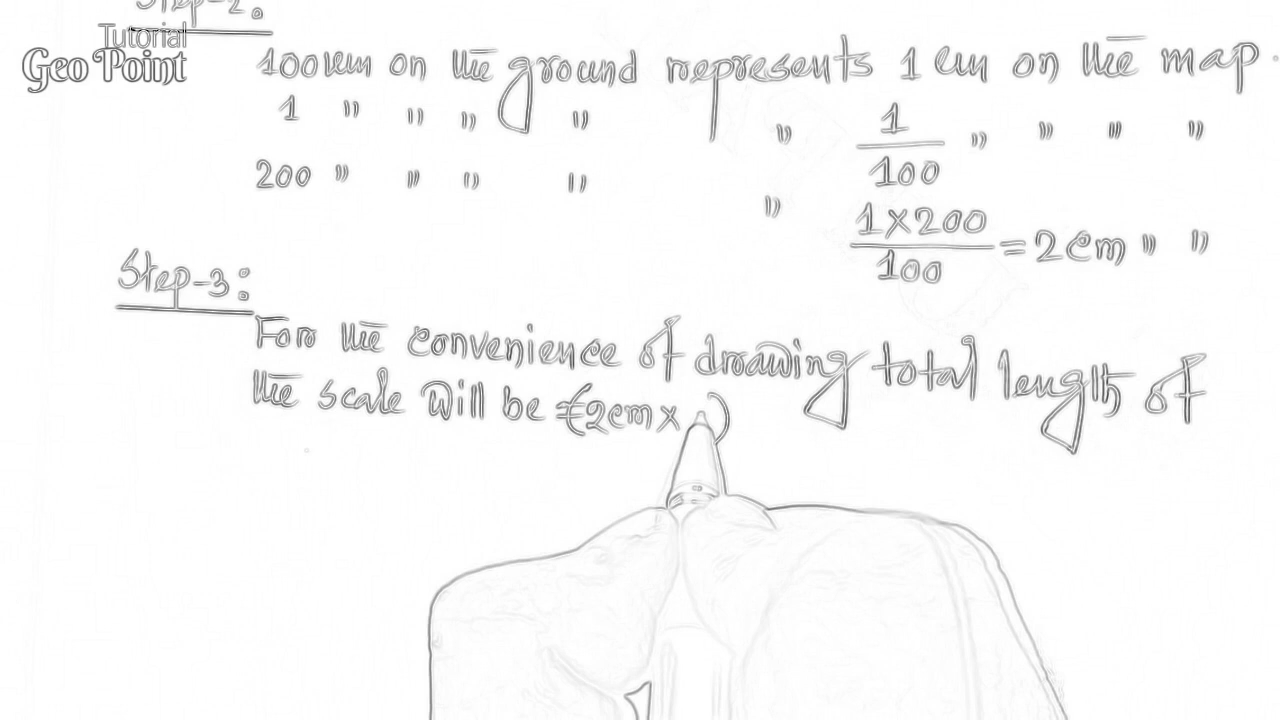 Step-2:
Tutorial
Geo Point
100 km on the ground represents 1 cm on the map.
1 " " " " " 1/100 " " " "
200 " " " " " 1×200/100 = 2 cm " "
Step-3:
For the convenience of drawing total length of
the scale will be (2cm ×   )